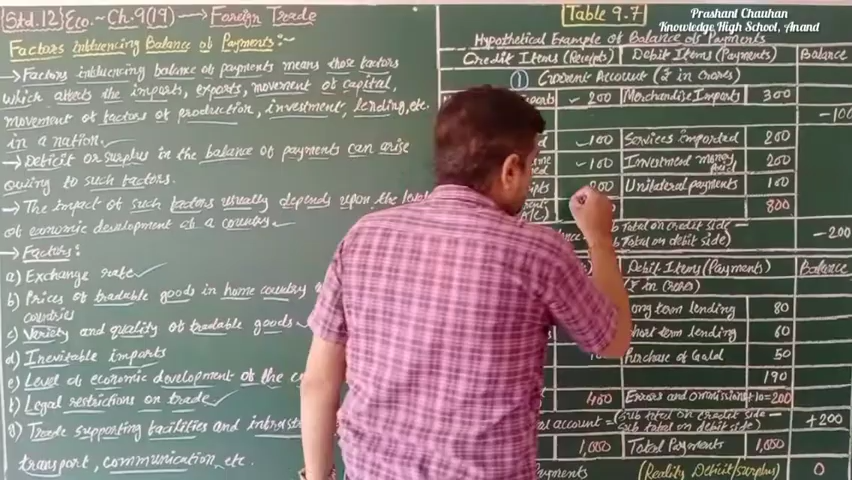 [Std.12] Eco. - Ch.9(19) → Foreign Trade
Factors influencing Balance of Payments:-
→ Factors influencing balance of payments means those factors
which affects the imports, exports, movement of capital,
movement of factors of production, investment, lending, etc.
in a nation.
→ Deficit or surplus in the balance of payments can arise
owing to such factors.
→ The impact of such factors usually depends upon the level
of economic development of a country.
→ Factors:
a) Exchange rate
b) Prices of tradable goods in home country
countries
c) Variety and quality of tradable goods
d) Inevitable imports
e) Level of economic development of the
f) Legal restrictions on trade
g) Trade supporting facilities and
transport, communication, etc.
Table 9.7
Prashant Chauhan
Knowledge High School, Anand
Hypothetical Example of Balance of Payments
Credit Items (Receipts) Debit Items (Payments) Balance
① Current Account (₹ in Crores)
200 Merchandise Imports 300
-100
100 Services imported 200
100 Investment money paid 200
200 Unilateral payments 100
800
Total on credit side -
Total on debit side) -200
Debit Items (Payments) Balance
(₹ in Crores)
Long term lending 80
Short term lending 60
Purchase of Gold 50
190
400 Errors and ommissions +10=200
account = (Sub total on credit side -
Sub total on debit side) +200
1,000 Total Payments 1,000
Payments (Reality Deficit/surplus) 0